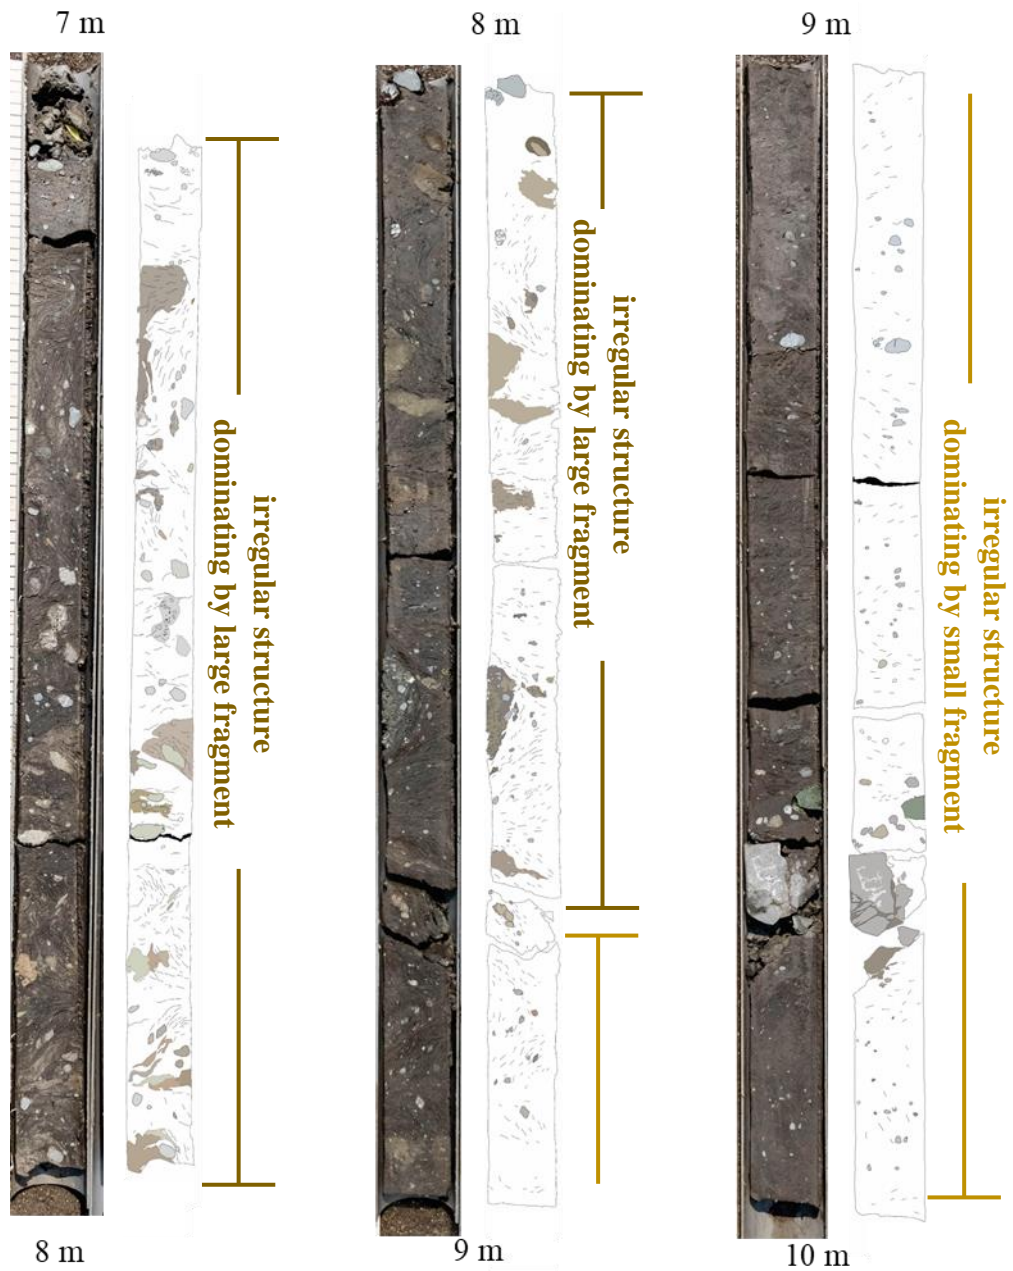 7 m
8 m
9 m
irregular structure
dominating by large fragment
irregular structure
dominating by large fragment
irregular structure
dominating by small fragment
8 m
9 m
10 m